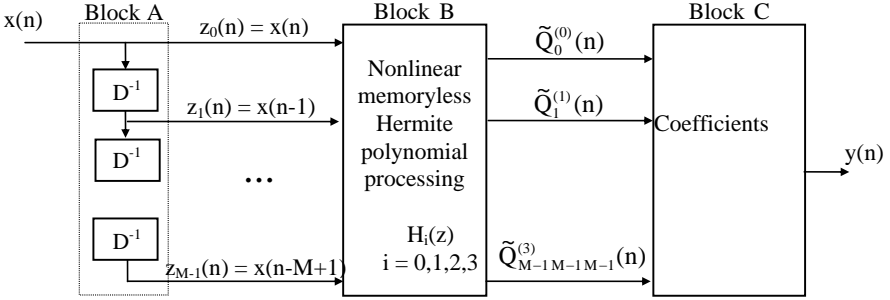 Block A
Block B
Block C
x(n)
z₀(n) = x(n)
D⁻¹
z₁(n) = x(n-1)
D⁻¹
...
D⁻¹
z_{M-1}(n) = x(n-M+1)
Nonlinear
memoryless
Hermite
polynomial
processing
Hᵢ(z)
i = 0,1,2,3
Q̃₀⁽⁰⁾(n)
Q̃₁⁽¹⁾(n)
Q̃_{M−1 M−1 M−1}⁽³⁾(n)
Coefficients
y(n)